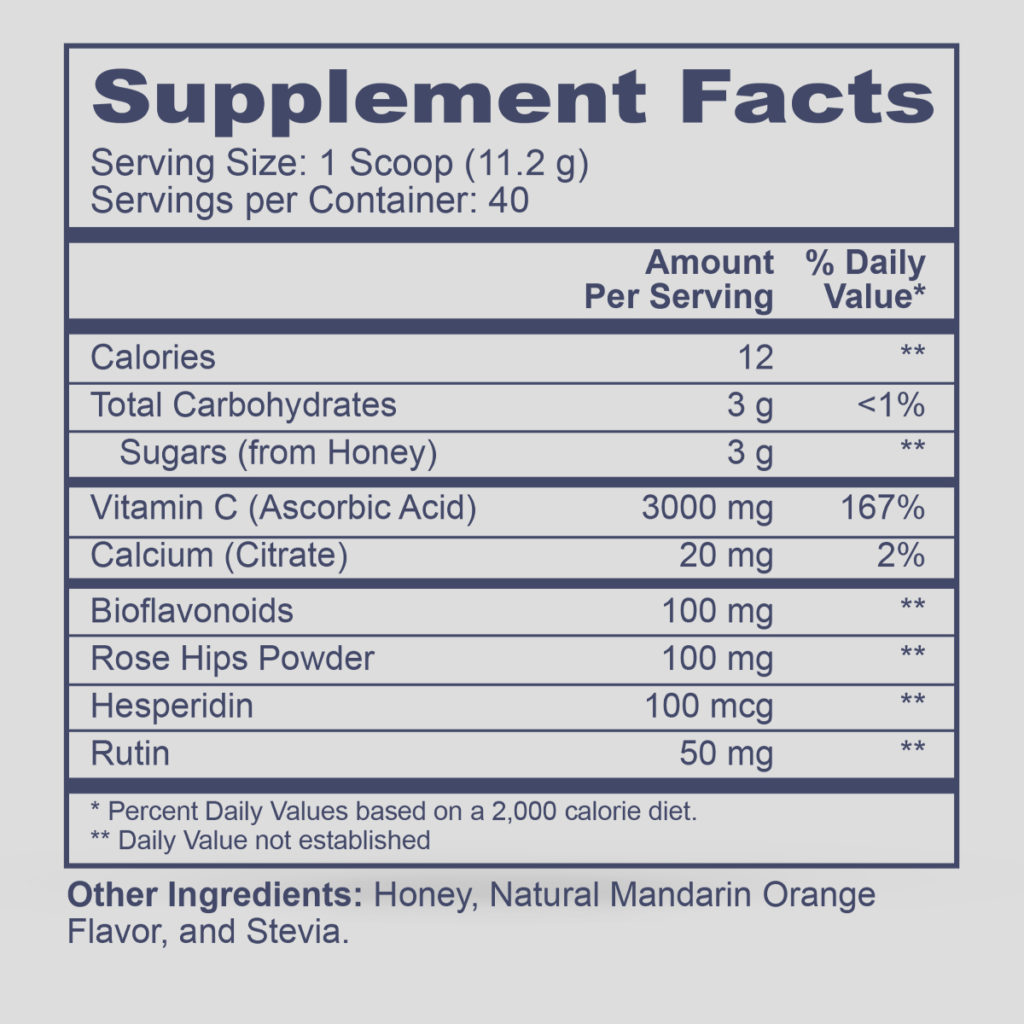 Supplement Facts
Serving Size: 1 Scoop (11.2 g)
Servings per Container: 40
Amount Per Serving % Daily Value*
Calories 12 **
Total Carbohydrates 3 g <1%
Sugars (from Honey) 3 g **
Vitamin C (Ascorbic Acid) 3000 mg 167%
Calcium (Citrate) 20 mg 2%
Bioflavonoids 100 mg **
Rose Hips Powder 100 mg **
Hesperidin 100 mcg **
Rutin 50 mg **
* Percent Daily Values based on a 2,000 calorie diet.
** Daily Value not established
Other Ingredients: Honey, Natural Mandarin Orange
Flavor, and Stevia.